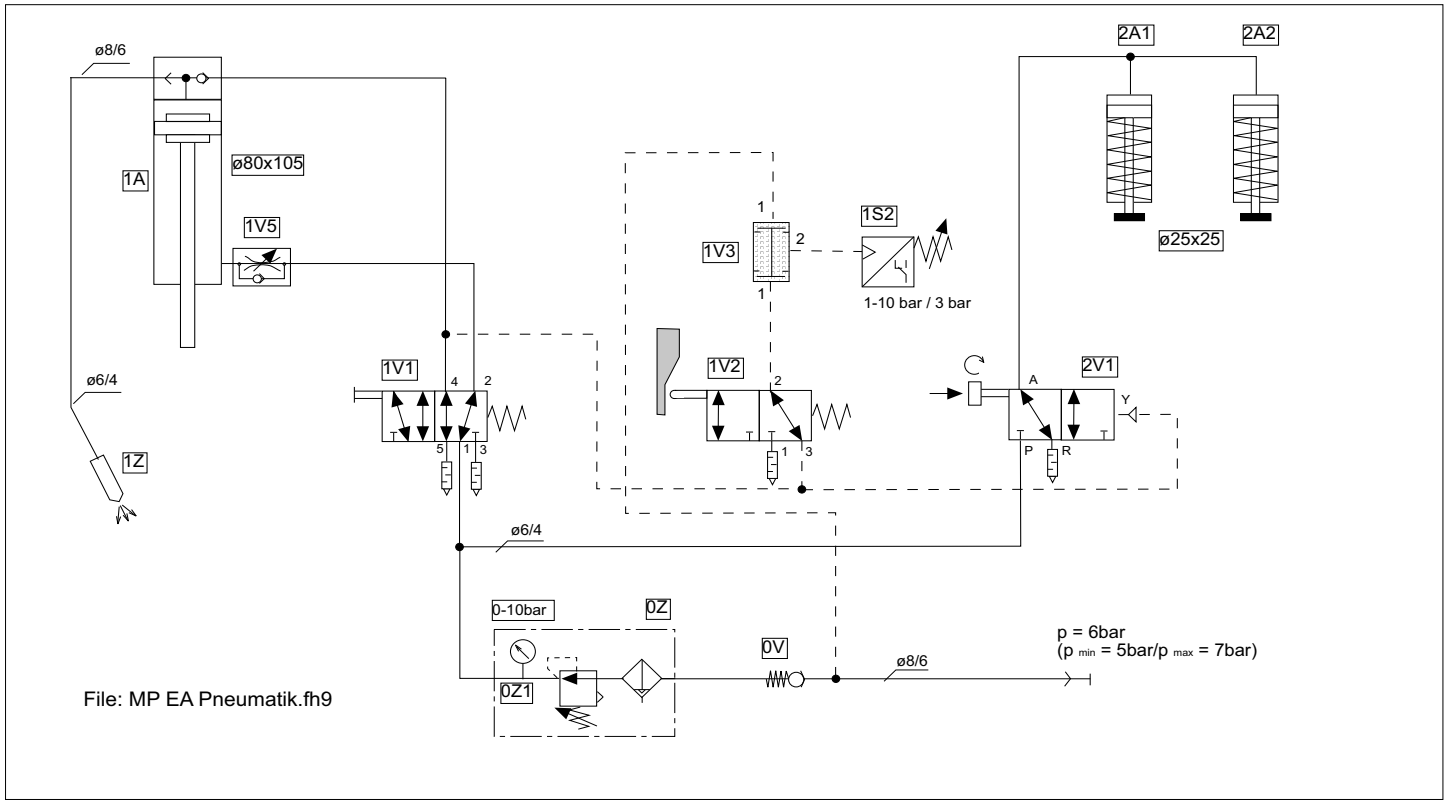 ø8/6
1A
ø80x105
1V5
ø6/4
1Z
1V1
4
2
5
1
3
1
1V3
2
1
1S2
1-10 bar / 3 bar
1V2
2
1
3
2A1
2A2
ø25x25
2V1
A
Y
P
R
ø6/4
0-10bar
0Z
0Z1
0V
ø8/6
p = 6bar
(p min = 5bar/p max = 7bar)
File: MP EA Pneumatik.fh9